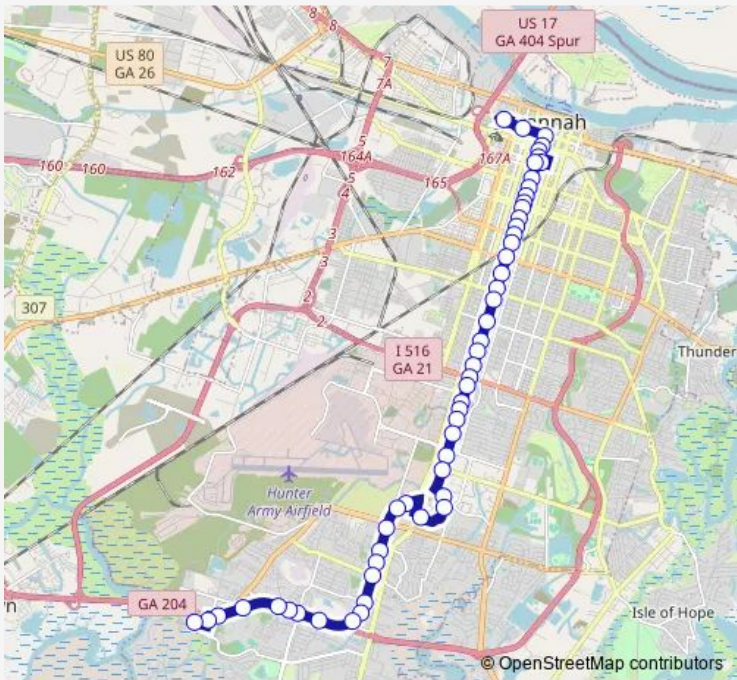 US 17
GA 404 Spur
8
8
US 80
GA 26
7
7A
nnah
5
5
160
160
162
164A
167A
165
5
4
3
3
307
2
2
I 516
GA 21
Thunder
Hunter
Army Airfield
GA 204
n
Isle of Hope
© OpenStreetMap contributors